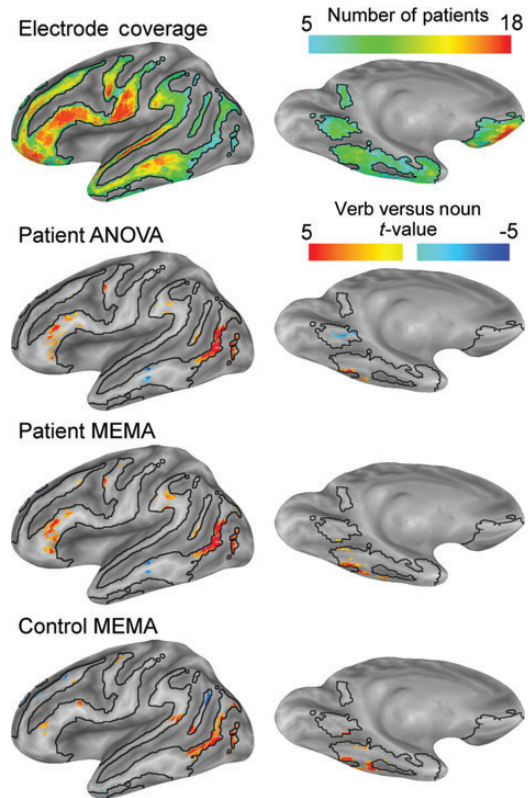 Electrode coverage
Number of patients
5 18
Verb versus noun
t-value
5 -5
Patient ANOVA
Patient MEMA
Control MEMA